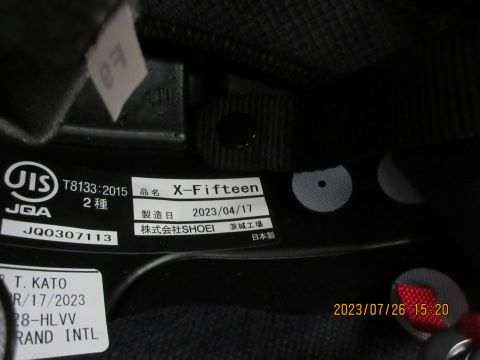 JIS
JQA
T8133:2015
2種
JQ0307113
品名 X-Fifteen
製造日 2023/04/17
株式会社SHOEI 茨城工場
日本製
T. KATO
PR/17/2023
28-HLVV
RAND INTL
2023/07/26 15:20